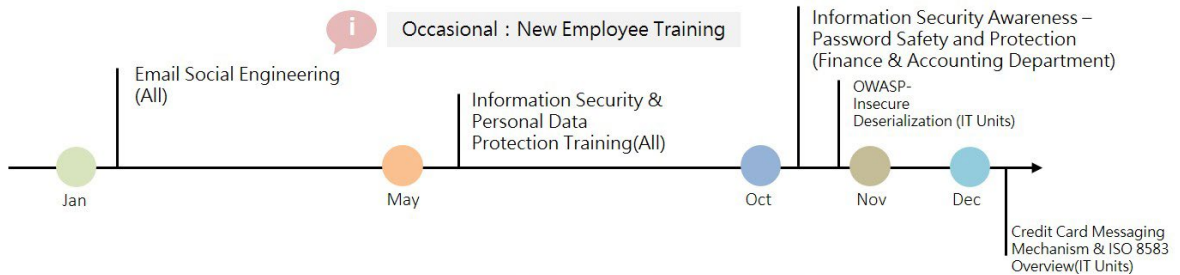 i
Occasional：New Employee Training
Email Social Engineering
(All)
Information Security &
Personal Data
Protection Training(All)
Information Security Awareness –
Password Safety and Protection
(Finance & Accounting Department)
OWASP-
Insecure
Deserialization (IT Units)
Jan
May
Oct
Nov
Dec
Credit Card Messaging
Mechanism & ISO 8583
Overview(IT Units)